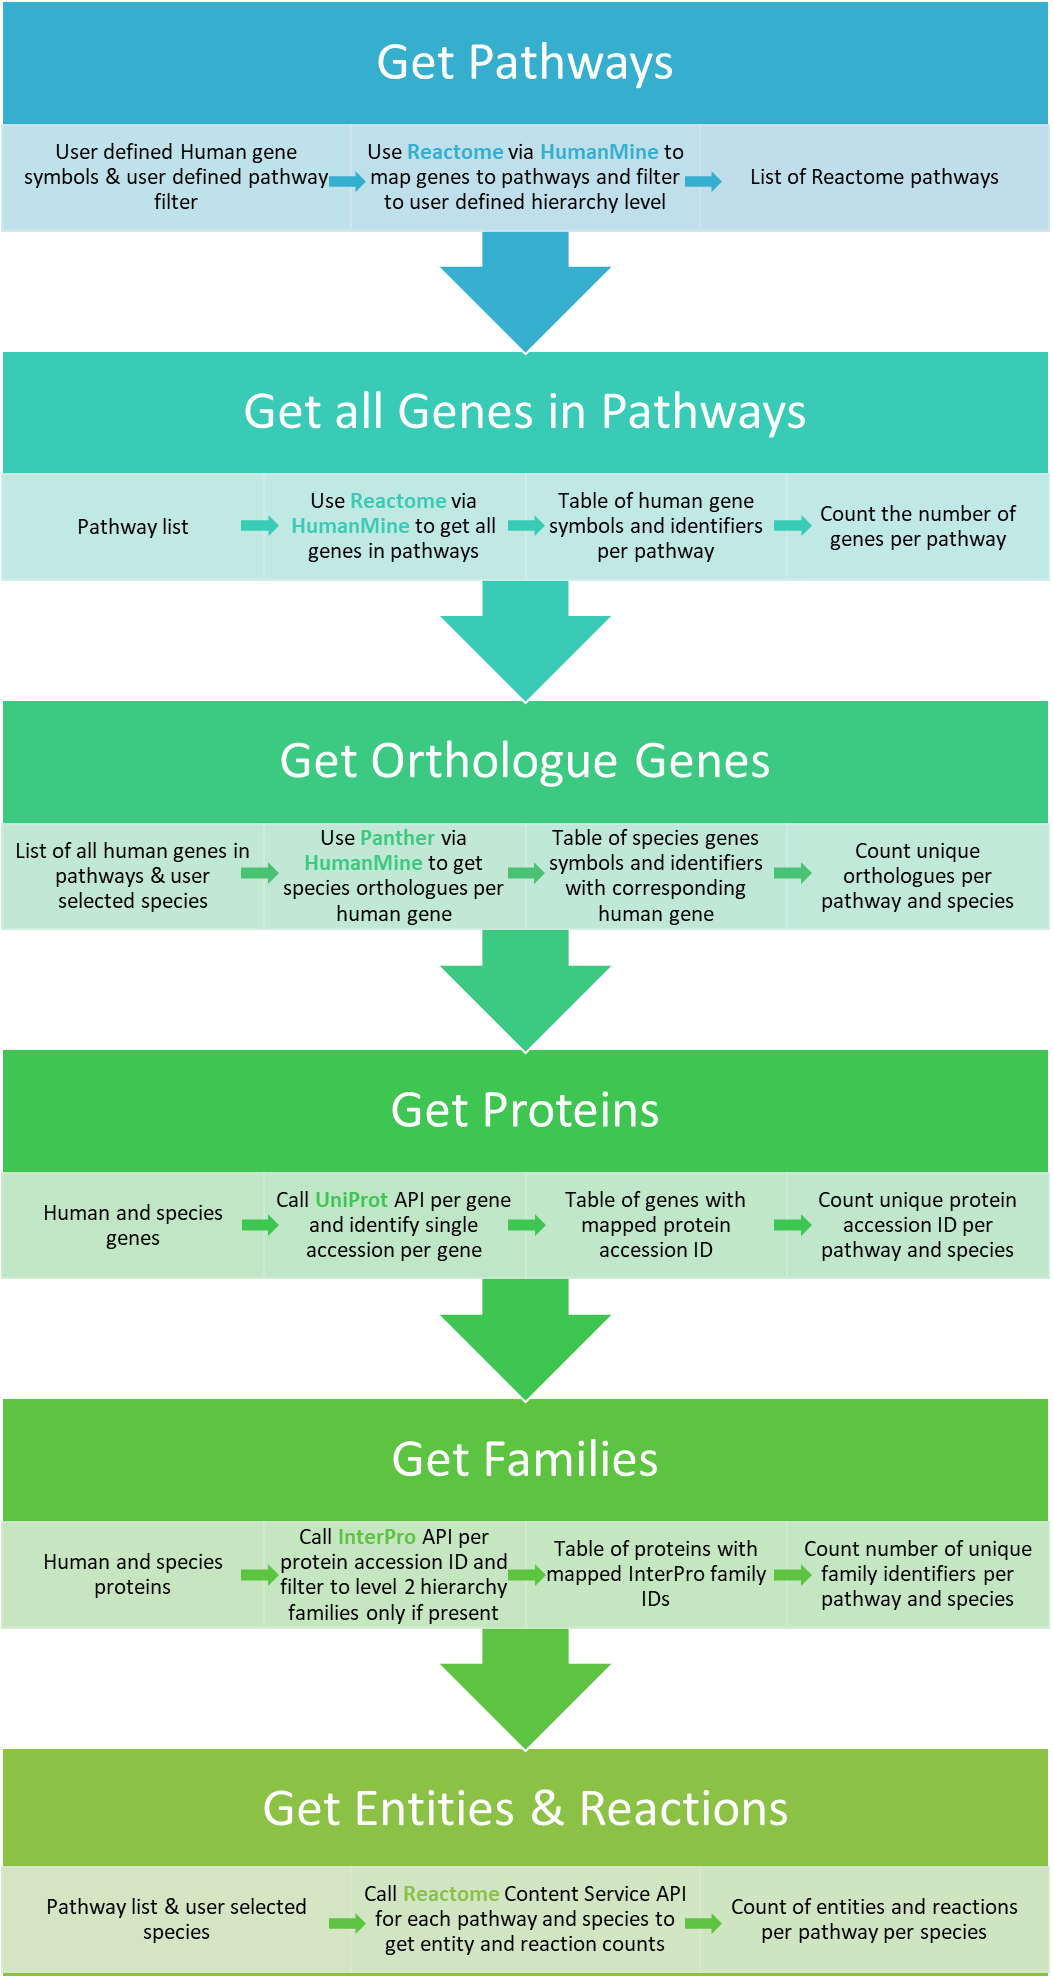 Get Pathways
User defined Human gene
symbols & user defined pathway
filter
Use Reactome via HumanMine to
map genes to pathways and filter
to user defined hierarchy level
List of Reactome pathways
Get all Genes in Pathways
Pathway list
Use Reactome via
HumanMine to get all
genes in pathways
Table of human gene
symbols and identifiers
per pathway
Count the number of
genes per pathway
Get Orthologue Genes
List of all human genes in
pathways & user
selected species
Use Panther via
HumanMine to get
species orthologues per
human gene
Table of species genes
symbols and identifiers
with corresponding
human gene
Count unique
orthologues per
pathway and species
Get Proteins
Human and species
genes
Call UniProt API per gene
and identify single
accession per gene
Table of genes with
mapped protein
accession ID
Count unique protein
accession ID per
pathway and species
Get Families
Human and species
proteins
Call InterPro API per
protein accession ID and
filter to level 2 hierarchy
families only if present
Table of proteins with
mapped InterPro family
IDs
Count number of unique
family identifiers per
pathway and species
Get Entities & Reactions
Pathway list & user selected
species
Call Reactome Content Service API
for each pathway and species to
get entity and reaction counts
Count of entities and reactions
per pathway per species